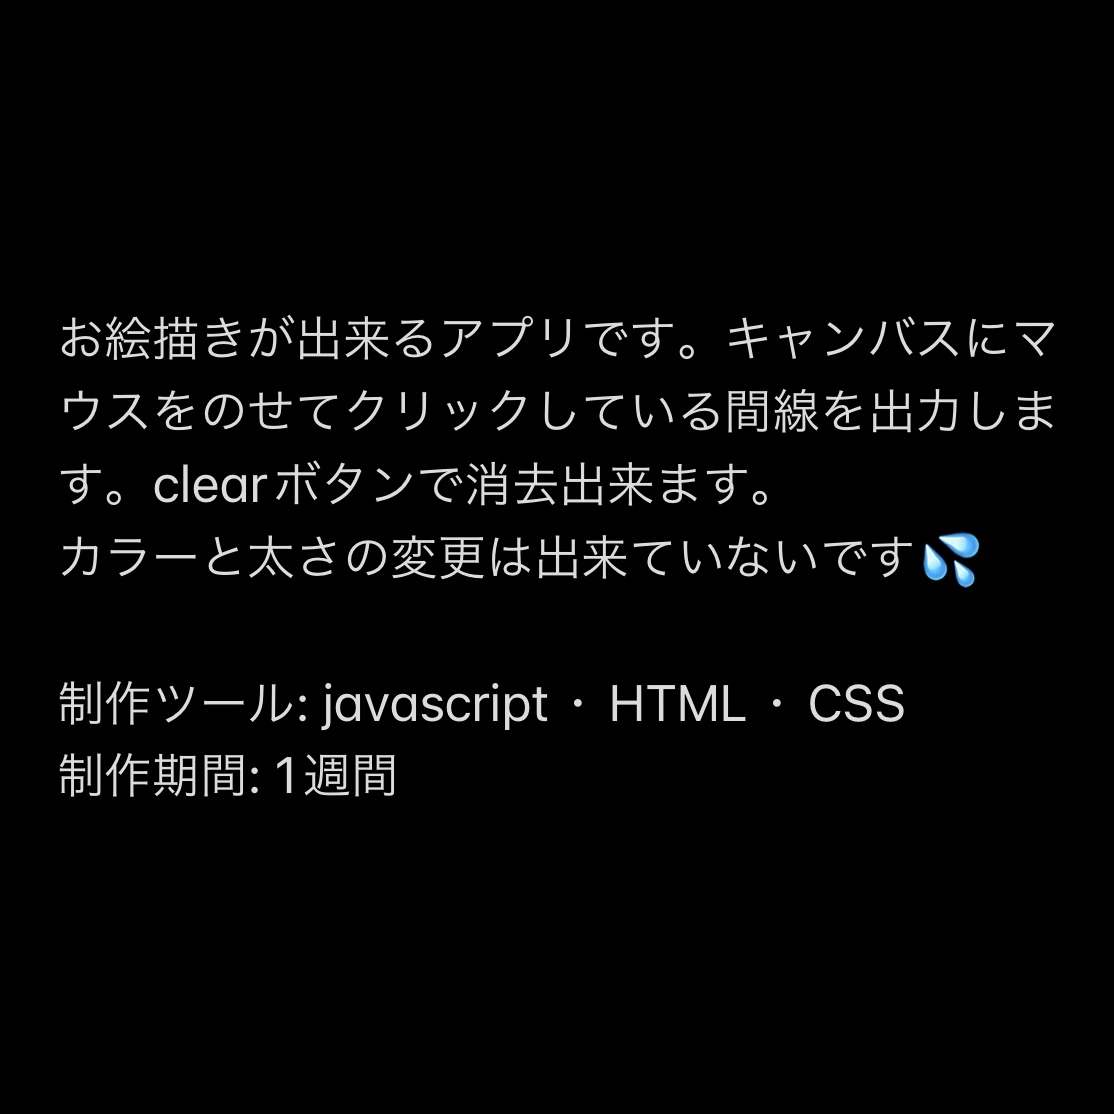 お絵描きが出来るアプリです。キャンバスにマ
ウスをのせてクリックしている間線を出力しま
す。clearボタンで消去出来ます。
カラーと太さの変更は出来ていないです💦

制作ツール: javascript ・ HTML ・ CSS
制作期間: 1週間